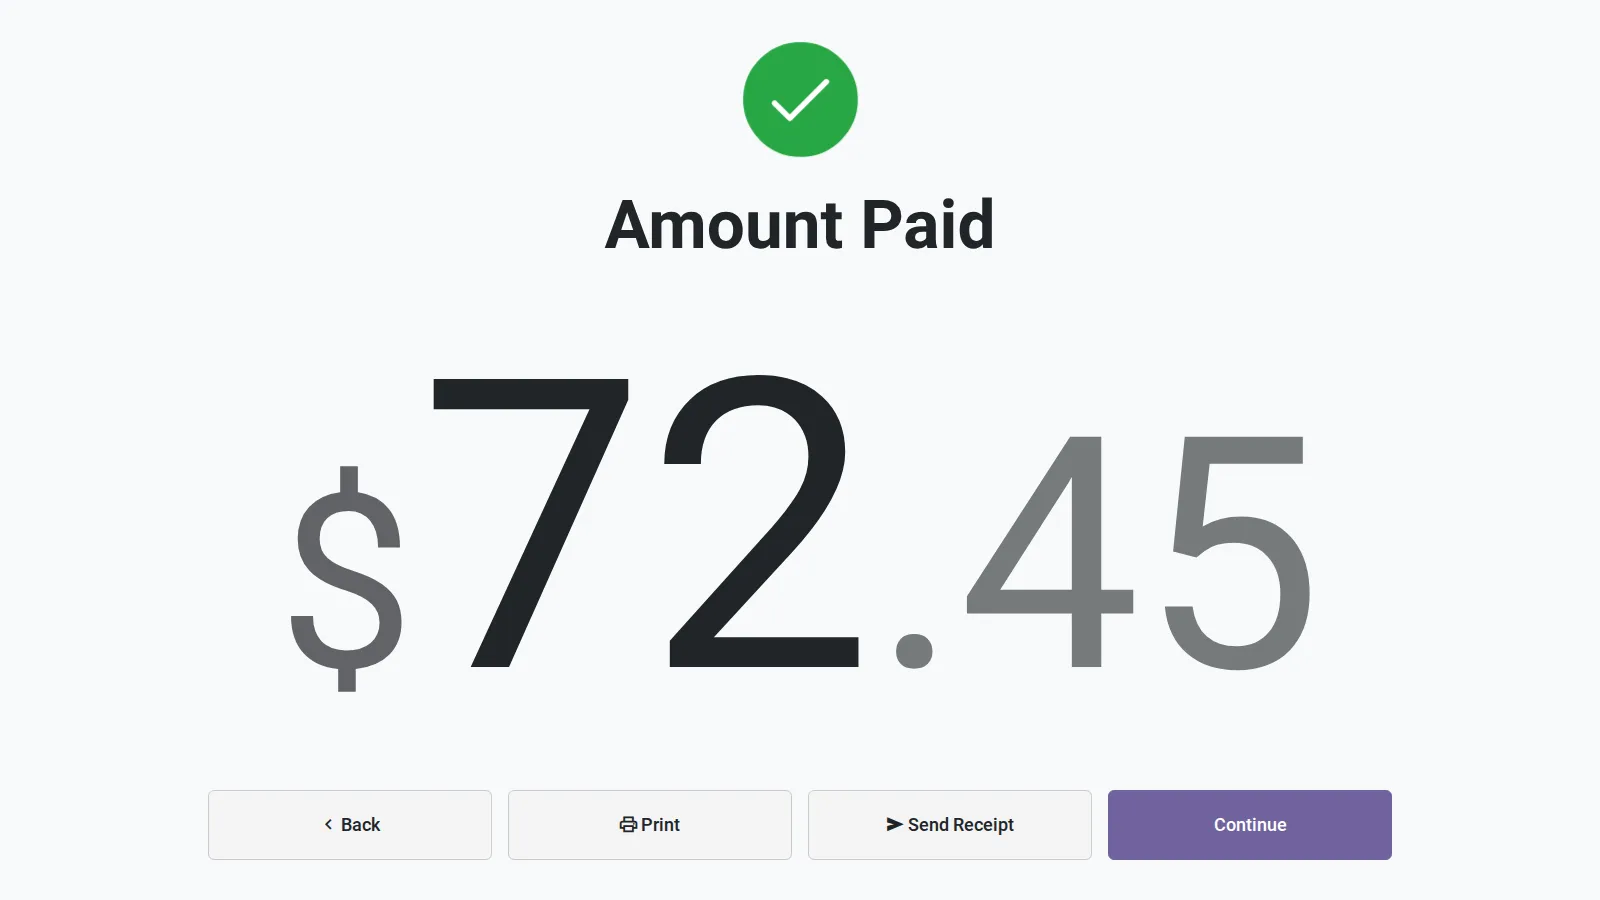 Amount Paid
$72.45
Back
Print
Send Receipt
Continue